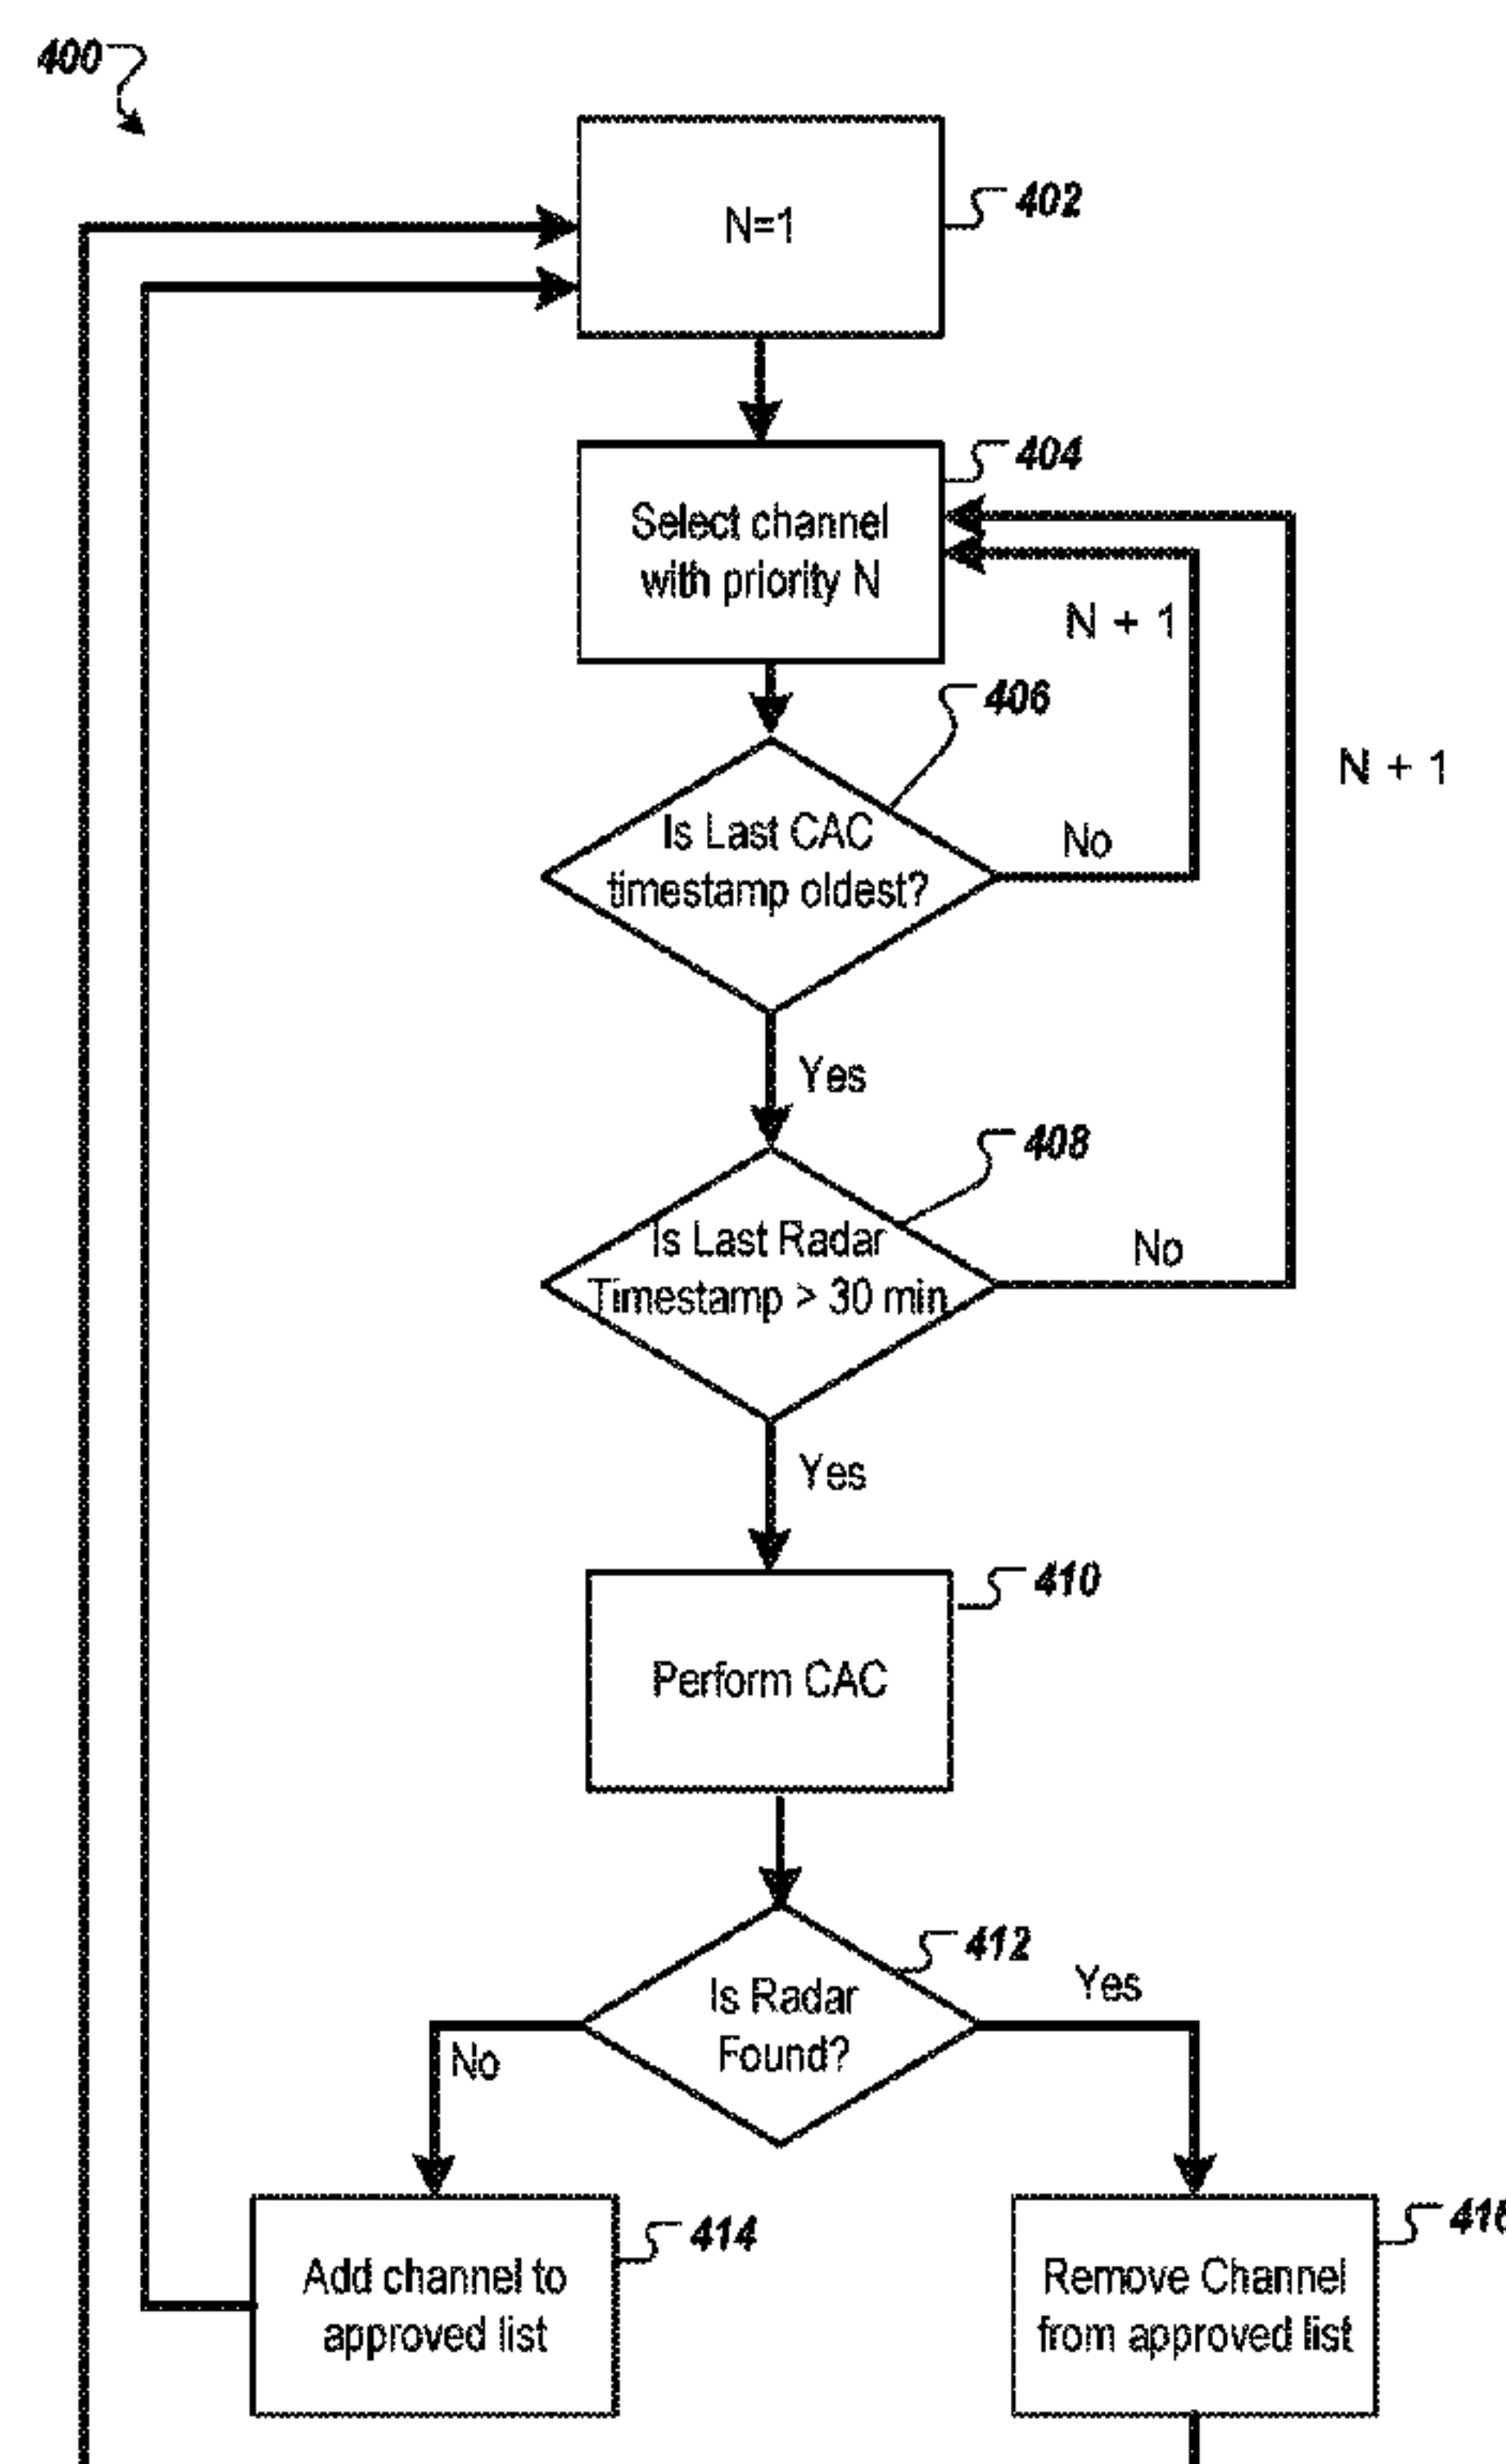 400
N=1
402
404
Select channel
with priority N
N + 1
406
N + 1
Is Last CAC
timestamp oldest?
No
Yes
408
Is Last Radar
Timestamp > 30 min
No
Yes
410
Perform CAC
412
Is Radar
Found?
Yes
No
414
Add channel to
approved list
416
Remove Channel
from approved list